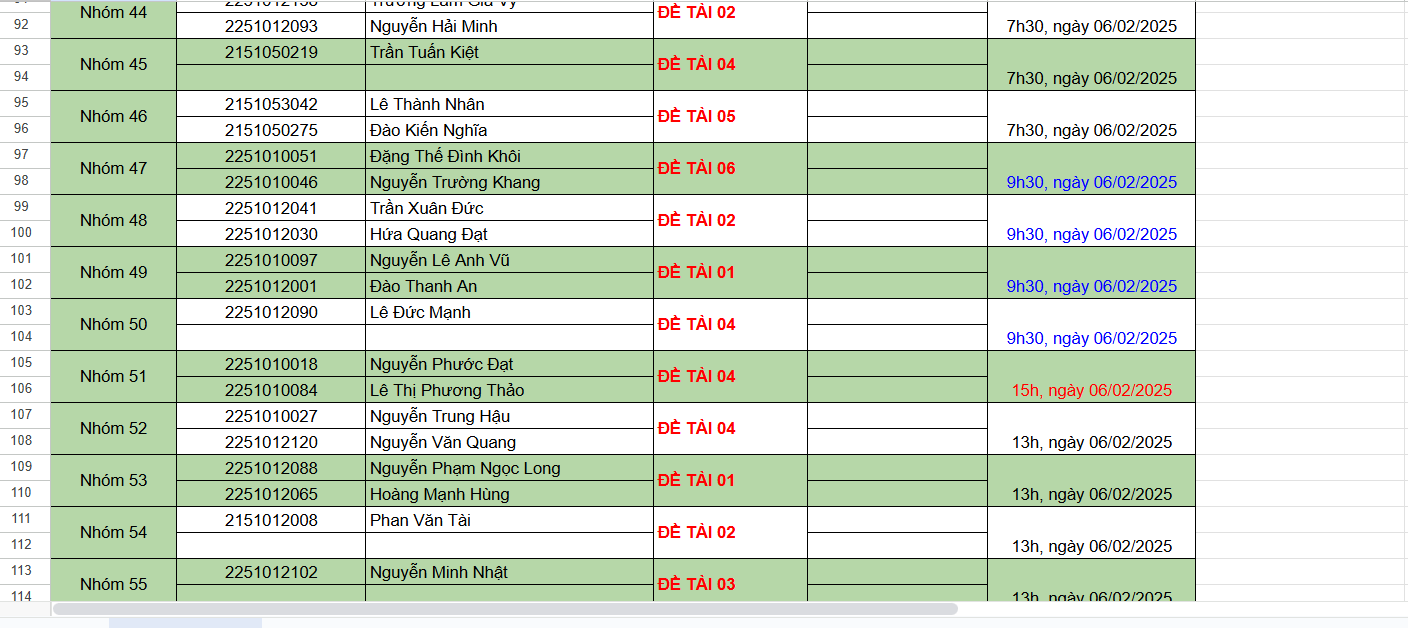 Nhóm 44 ĐỀ TÀI 02
92 2251012093 Nguyễn Hải Minh 7h30, ngày 06/02/2025
93 2151050219 Trần Tuấn Kiệt
Nhóm 45 ĐỀ TÀI 04
94 7h30, ngày 06/02/2025
95 2151053042 Lê Thành Nhân
Nhóm 46 ĐỀ TÀI 05
96 2151050275 Đào Kiến Nghĩa 7h30, ngày 06/02/2025
97 2251010051 Đặng Thế Đình Khôi
Nhóm 47 ĐỀ TÀI 06
98 2251010046 Nguyễn Trường Khang 9h30, ngày 06/02/2025
99 2251012041 Trần Xuân Đức
Nhóm 48 ĐỀ TÀI 02
100 2251012030 Hứa Quang Đạt 9h30, ngày 06/02/2025
101 2251010097 Nguyễn Lê Anh Vũ
Nhóm 49 ĐỀ TÀI 01
102 2251012001 Đào Thanh An 9h30, ngày 06/02/2025
103 2251012090 Lê Đức Mạnh
Nhóm 50 ĐỀ TÀI 04
104 9h30, ngày 06/02/2025
105 2251010018 Nguyễn Phước Đạt
Nhóm 51 ĐỀ TÀI 04
106 2251010084 Lê Thị Phương Thảo 15h, ngày 06/02/2025
107 2251010027 Nguyễn Trung Hậu
Nhóm 52 ĐỀ TÀI 04
108 2251012120 Nguyễn Văn Quang 13h, ngày 06/02/2025
109 2251012088 Nguyễn Phạm Ngọc Long
Nhóm 53 ĐỀ TÀI 01
110 2251012065 Hoàng Mạnh Hùng 13h, ngày 06/02/2025
111 2151012008 Phan Văn Tài
Nhóm 54 ĐỀ TÀI 02
112 13h, ngày 06/02/2025
113 2251012102 Nguyễn Minh Nhật
Nhóm 55 ĐỀ TÀI 03
114 13h, ngày 06/02/2025